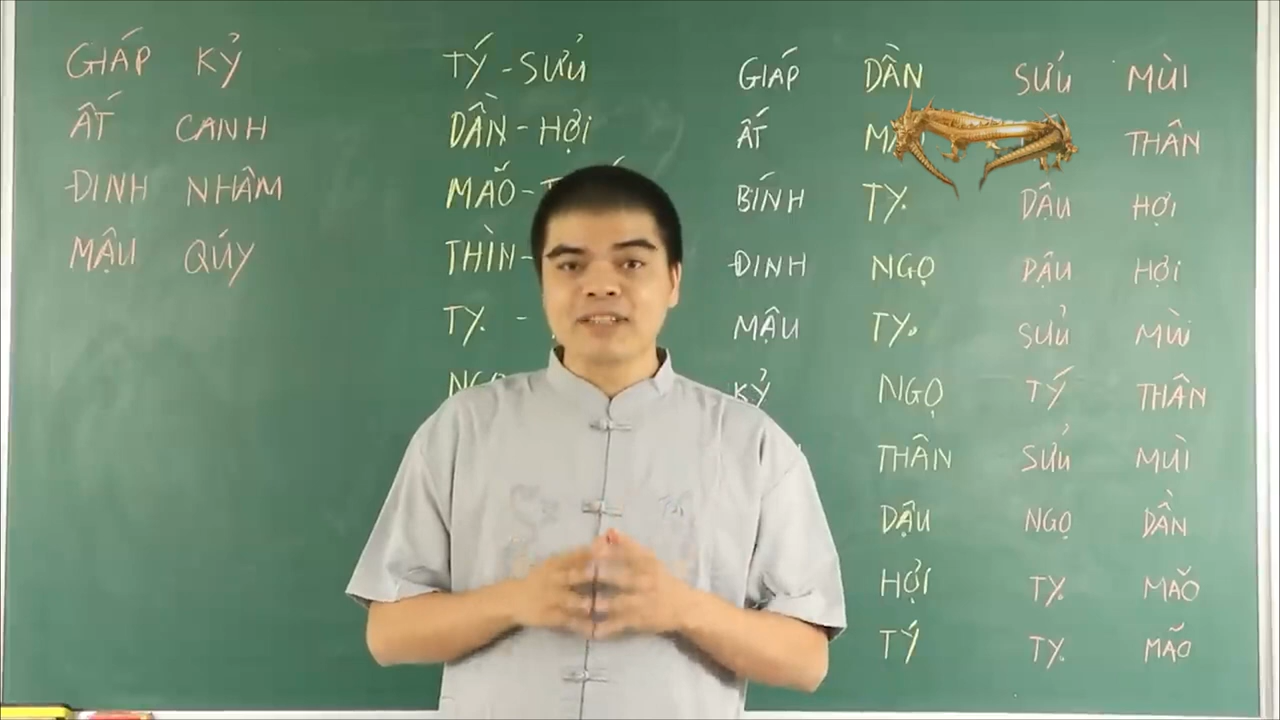 GIÁP KỶ
ẤT CANH
ĐINH NHÂM
MẬU QÚY
TÝ - SỬU
DẦN - HỢI
MÃO -
THÌN -
TỴ -
NGỌ
GIÁP DẦN SỬU MÙI
ẤT THÂN
BÍNH TỴ DẬU HỢI
ĐINH NGỌ DẬU HỢI
MẬU TỴ SỬU MÙI
KỶ NGỌ TÝ THÂN
THÂN SỬU MÙI
DẬU NGỌ DẦN
HỢI TỴ MÃO
TÝ TỴ MÃO